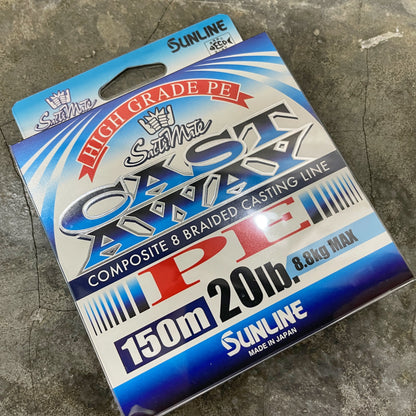 SUNLINE
SaltiMate
HIGH GRADE PE
SaltiMate
CAST
AWAY
COMPOSITE 8 BRAIDED CASTING LINE
PE
150m 20lb. 8.8kg MAX
SUNLINE
MADE IN JAPAN